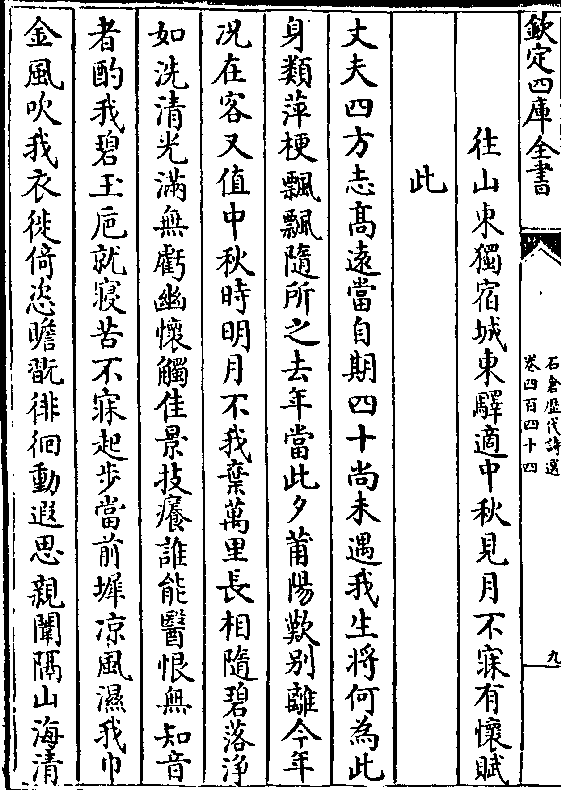 欽定四庫全書
石倉歴代詩選
卷四百四十四
九
往山東獨宿城東驛適中秋見月不寐有懷賦
此
丈夫四方志髙遠當自期四十尚未遇我生將何為此
身類萍梗飄飄隨所之去年當此夕莆陽歎别離今年
况在客又值中秋時明月不我棄萬里長相隨碧落浄
如洗清光滿無虧幽懷觸佳景技癢誰能醫恨無知音
者酌我碧玉巵就寢苦不寐起步當前墀凉風濕我巾
金風吹我衣徙倚恣瞻翫徘徊動遐思親闈隔山海清